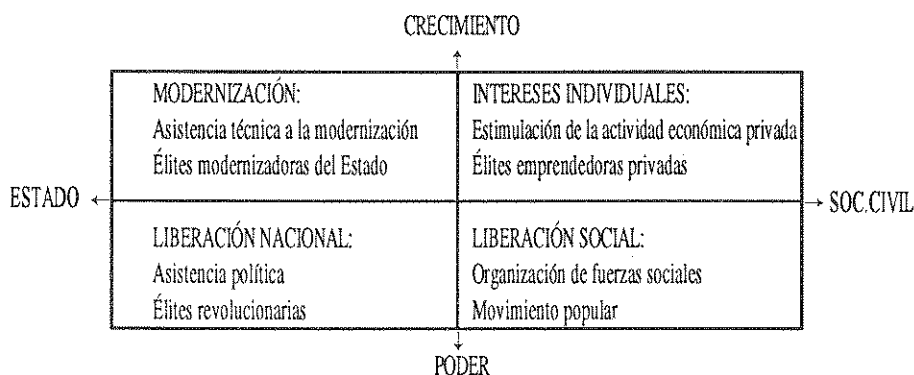 CRECIMIENTO
MODERNIZACIÓN:
Asistencia técnica a la modernización
Élites modernizadoras del Estado
INTERESES INDIVIDUALES:
Estimulación de la actividad económica privada
Élites emprendedoras privadas
ESTADO
SOC.CIVIL
LIBERACIÓN NACIONAL:
Asistencia política
Élites revolucionarias
LIBERACIÓN SOCIAL:
Organización de fuerzas sociales
Movimiento popular
PODER